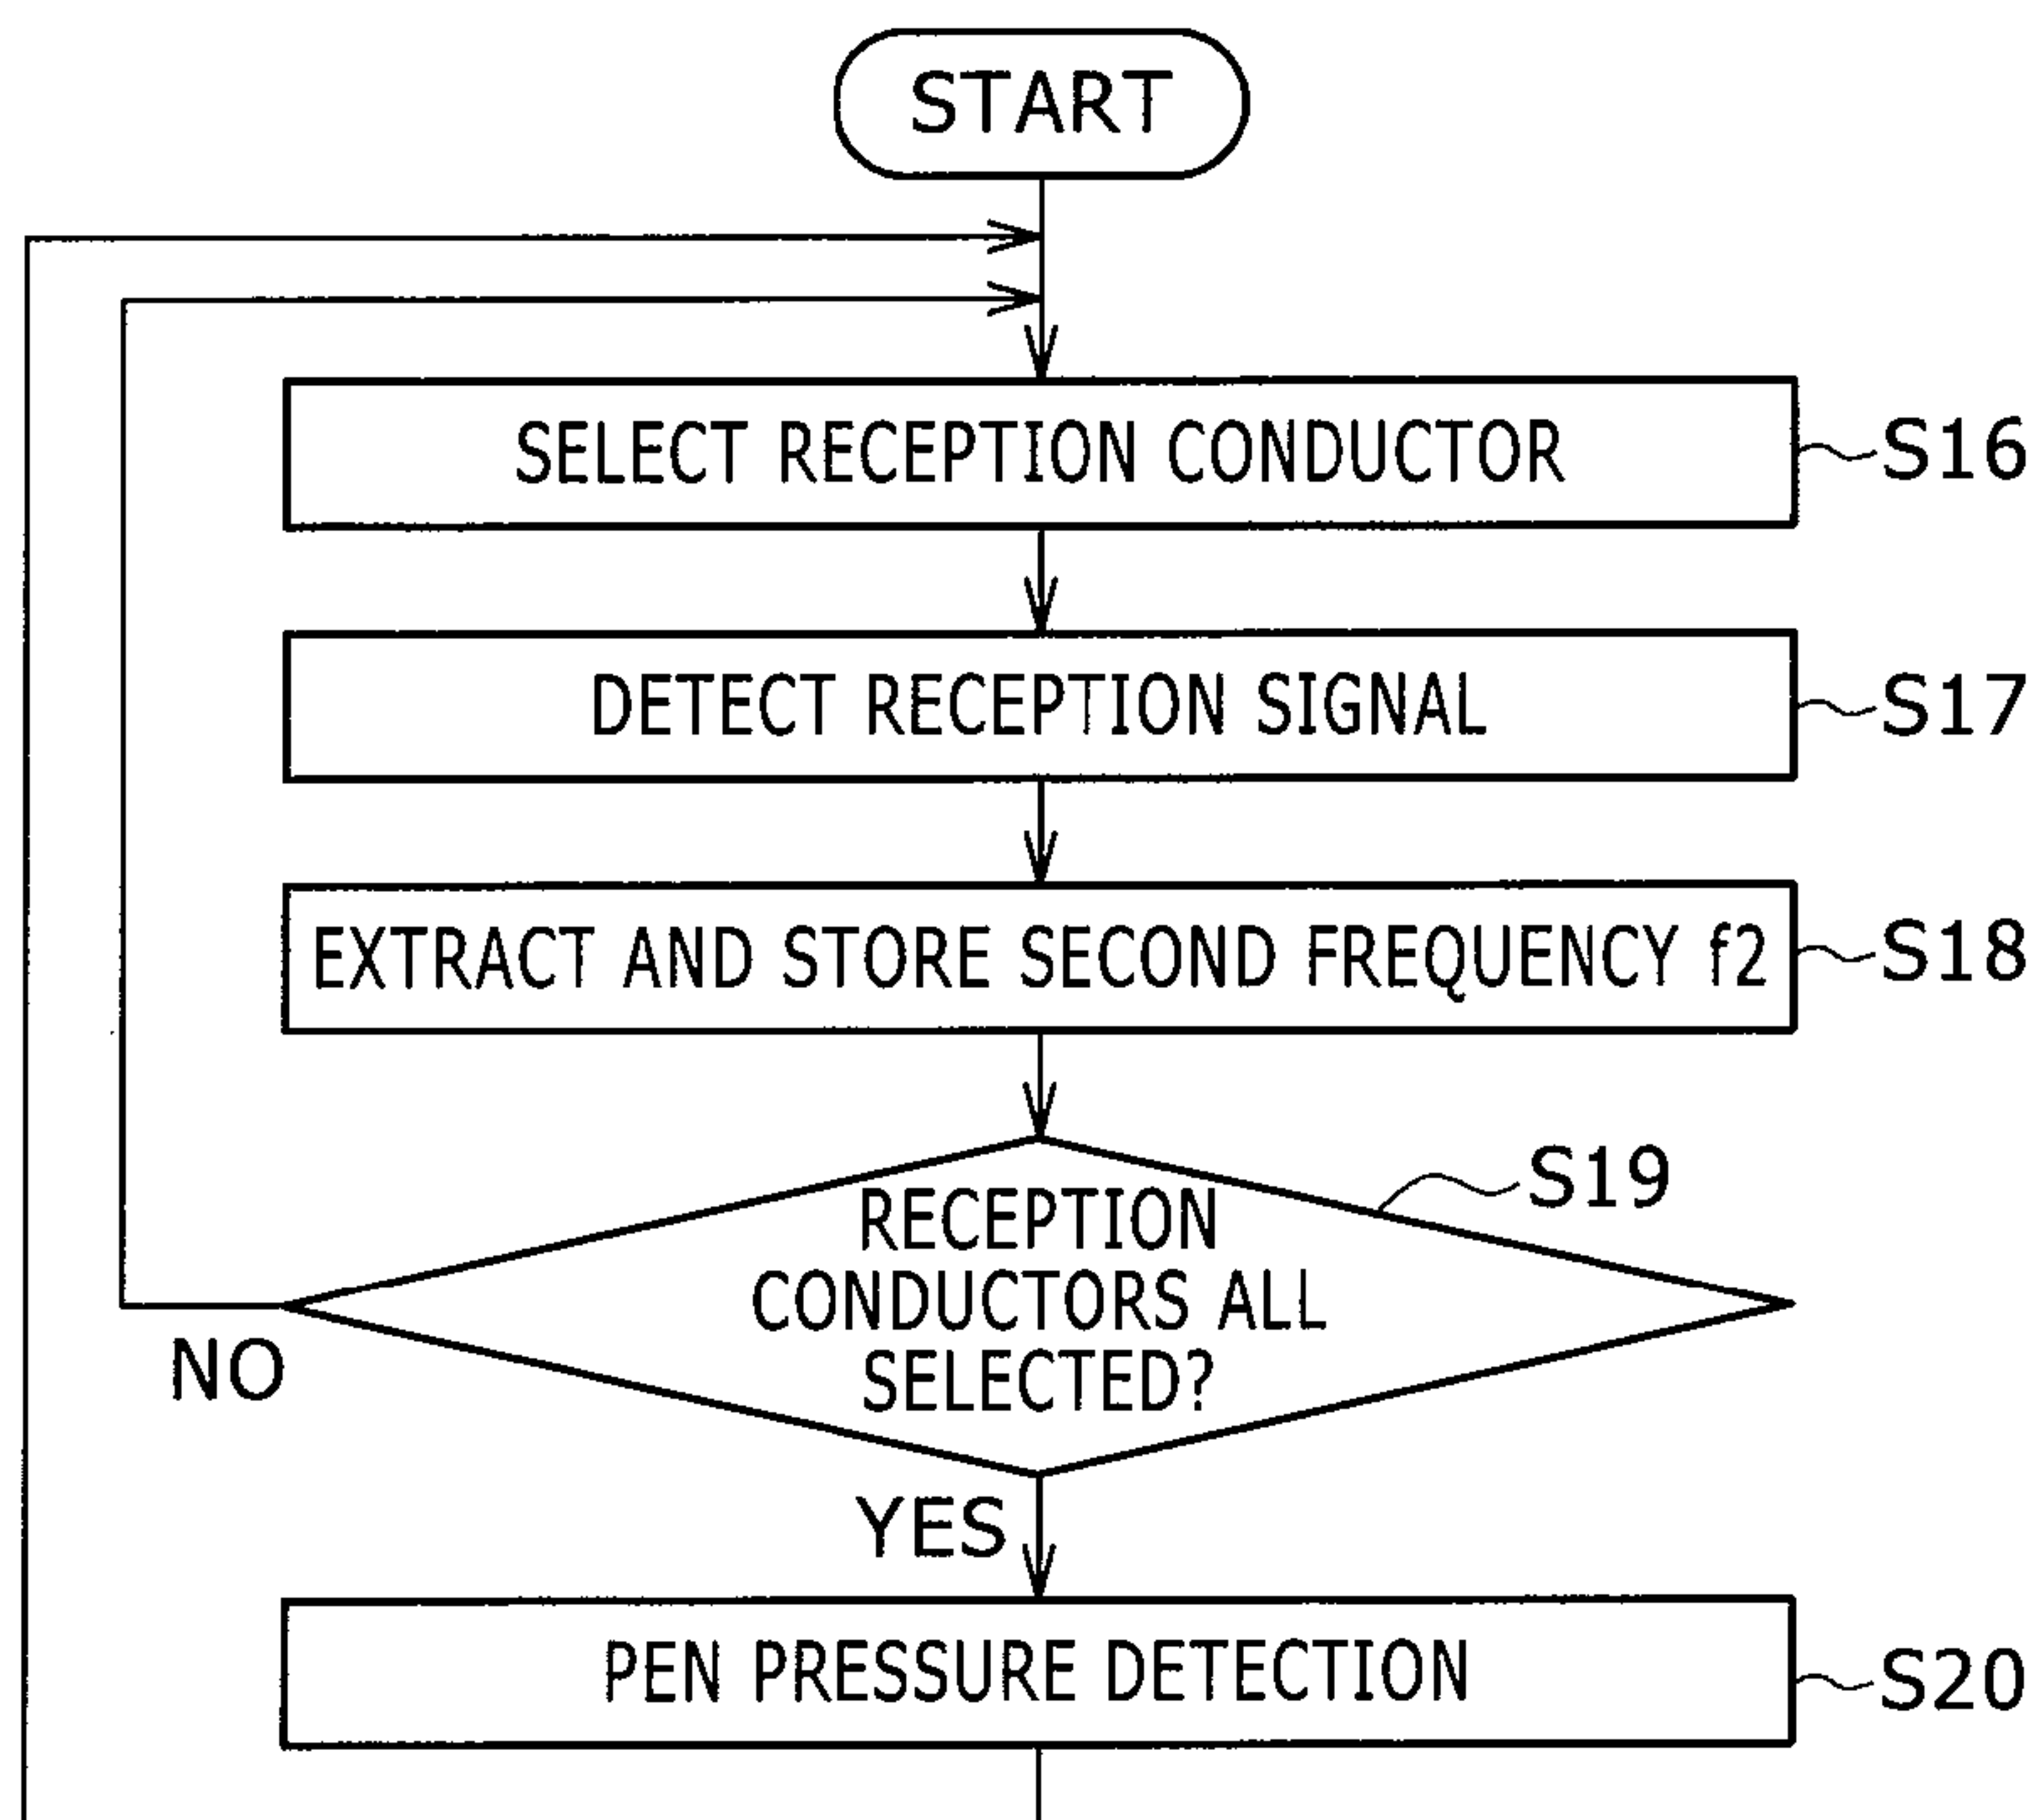 START
SELECT RECEPTION CONDUCTOR
S16
DETECT RECEPTION SIGNAL
S17
EXTRACT AND STORE SECOND FREQUENCY f2
S18
S19
RECEPTION
CONDUCTORS ALL
SELECTED?
NO
YES
PEN PRESSURE DETECTION
S20